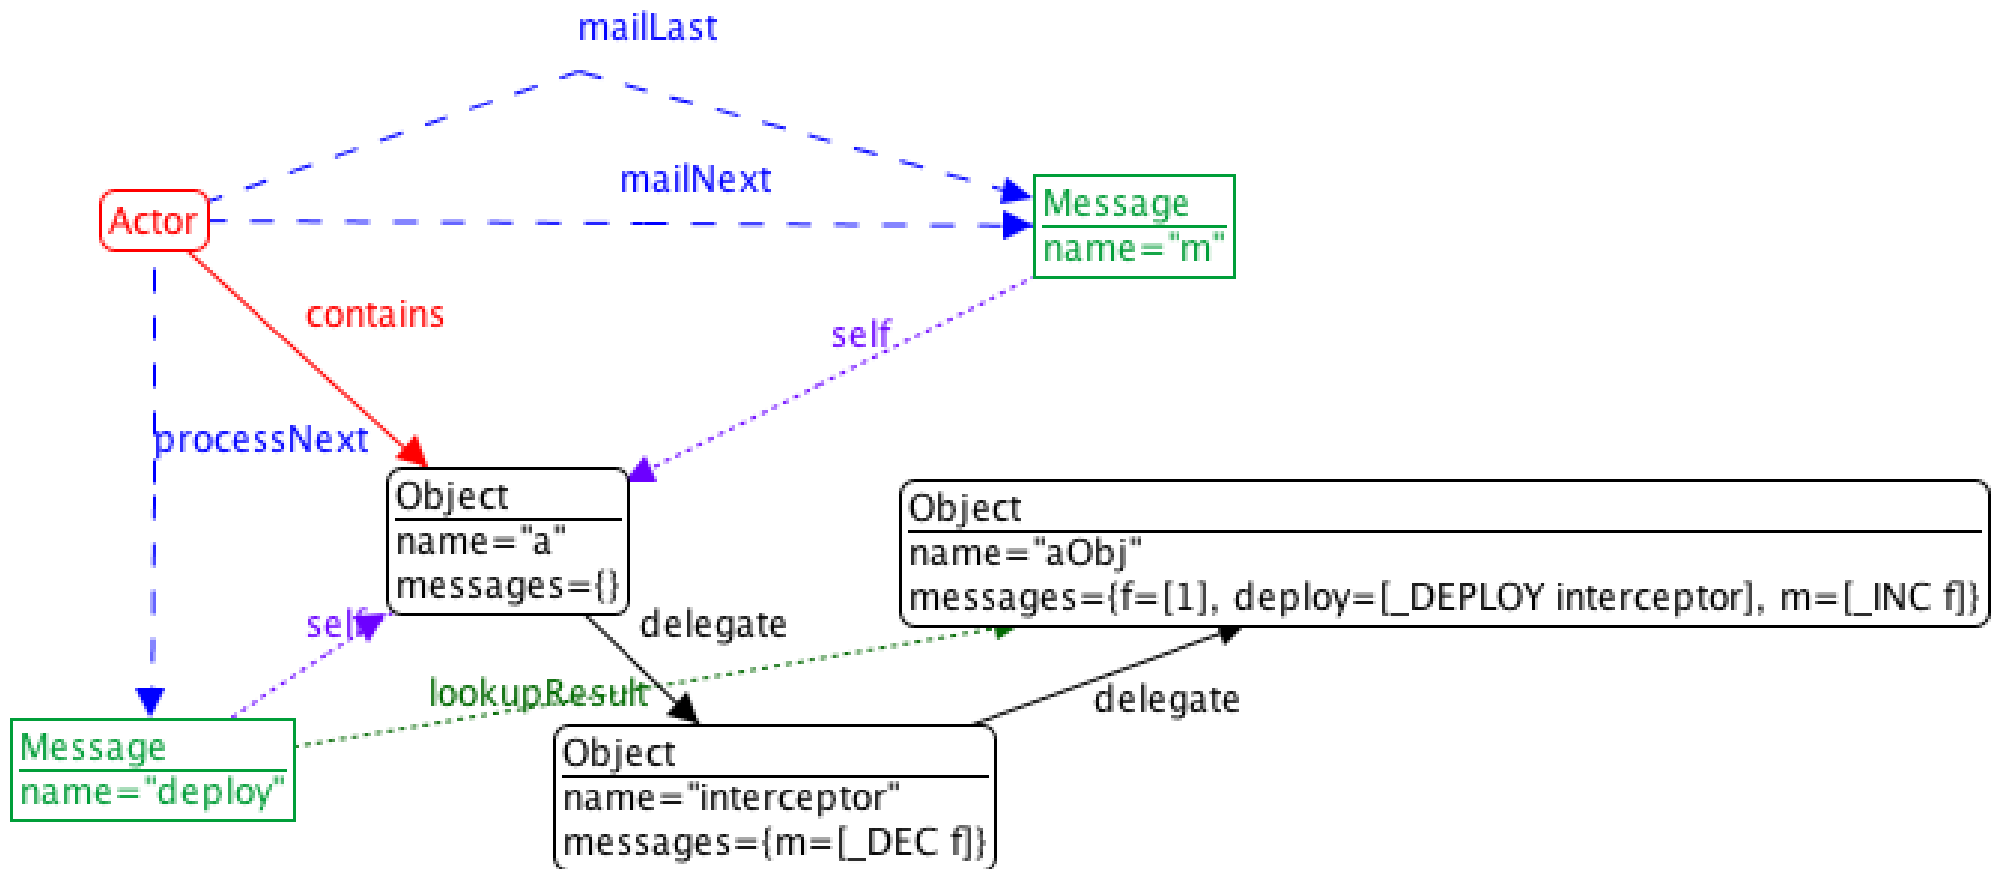 mailLast
mailNext
Actor
Message
name="m"
contains
self
processNext
Object
name="a"
messages={}
Object
name="aObj"
messages={f=[1], deploy=[_DEPLOY interceptor], m=[_INC f]}
self
delegate
lookupResult
delegate
Message
name="deploy"
Object
name="interceptor"
messages={m=[_DEC f]}